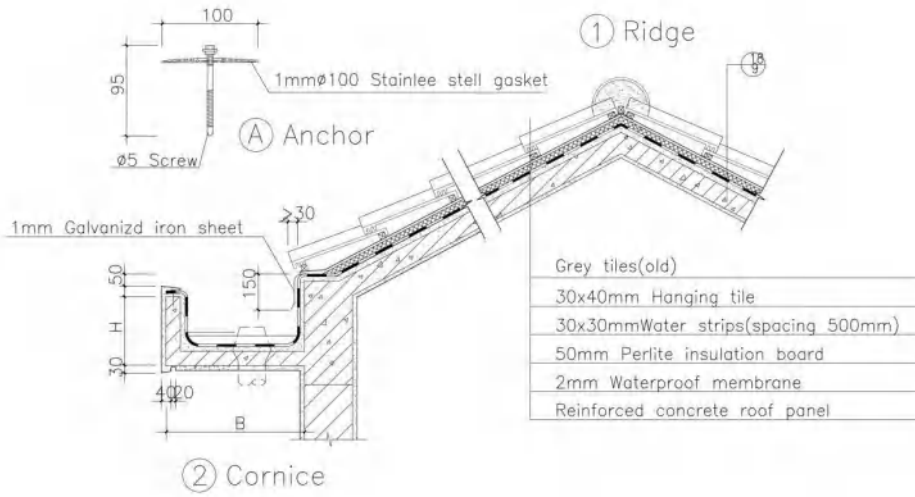 100
① Ridge
18
9
95
1mmø100 Stainlee stell gasket
Ⓐ Anchor
ø5 Screw
≥30
1mm Galvanizd iron sheet
50
150
H
30
40 20
B
Grey tiles(old)
30x40mm Hanging tile
30x30mmWater strips(spacing 500mm)
50mm Perlite insulation board
2mm Waterproof membrane
Reinforced concrete roof panel
② Cornice